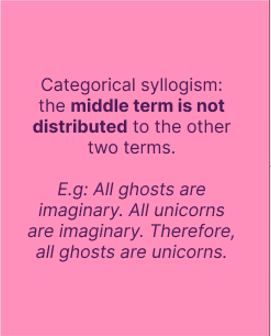 Categorical syllogism:
the middle term is not
distributed to the other
two terms.
E.g: All ghosts are
imaginary. All unicorns
are imaginary. Therefore,
all ghosts are unicorns.